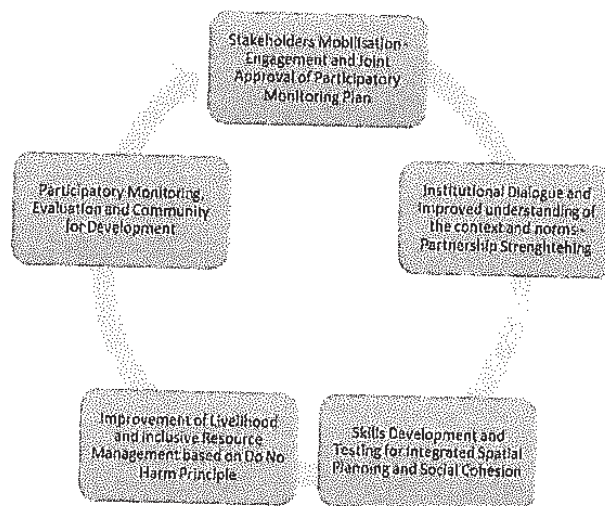 Stakeholders Mobilisation -
Engagement and Joint
Approval of Participatory
Monitoring Plan
Institutional Dialogue and
improved understanding of
the context and norms -
Partnership Strenghtehing
Skills Development and
Testing for Integrated Spatial
Planning and Social Cohesion
Improvement of Livelihood
and Inclusive Resource
Management based on Do No
Harm Principle
Participatory Monitoring,
Evaluation and Community
for Development